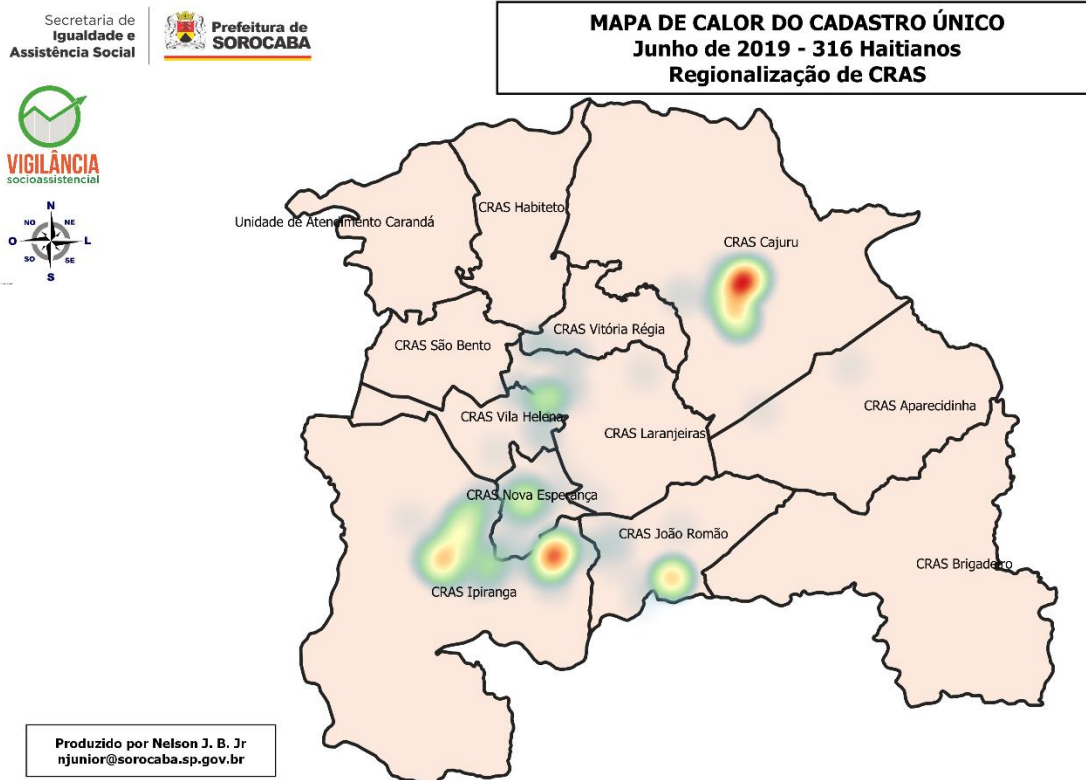 Secretaria de
Igualdade e
Assistência Social
Prefeitura de
SOROCABA
MAPA DE CALOR DO CADASTRO ÚNICO
Junho de 2019 - 316 Haitianos
Regionalização de CRAS
VIGILÂNCIA
socioassistencial
N
NO NE
O L
SO SE
S
CRAS Habiteto
Unidade de Atendimento Carandá
CRAS Cajuru
CRAS Vitória Régia
CRAS São Bento
CRAS Aparecidinha
CRAS Vila Helena
CRAS Laranjeiras
CRAS Nova Esperança
CRAS João Romão
CRAS Brigadeiro
CRAS Ipiranga
Produzido por Nelson J. B. Jr
njunior@sorocaba.sp.gov.br